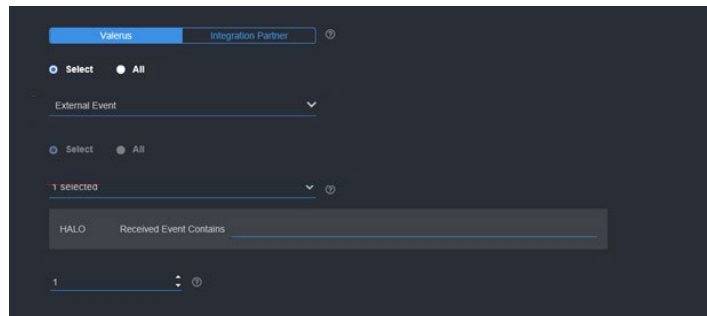 Valerus Integration Partner
Select All
External Event
Select All
1 selected
HALO Received Event Contains
1